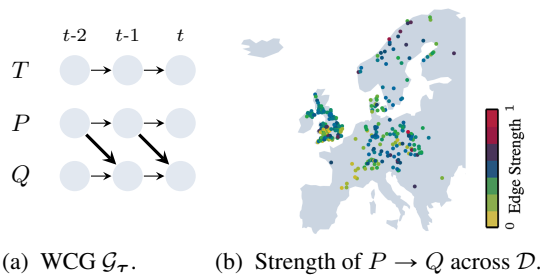 t-2 t-1 t
T
P
Q
1
Edge Strength
0
(a) WCG 𝒢_τ.
(b) Strength of P → Q across 𝒟.